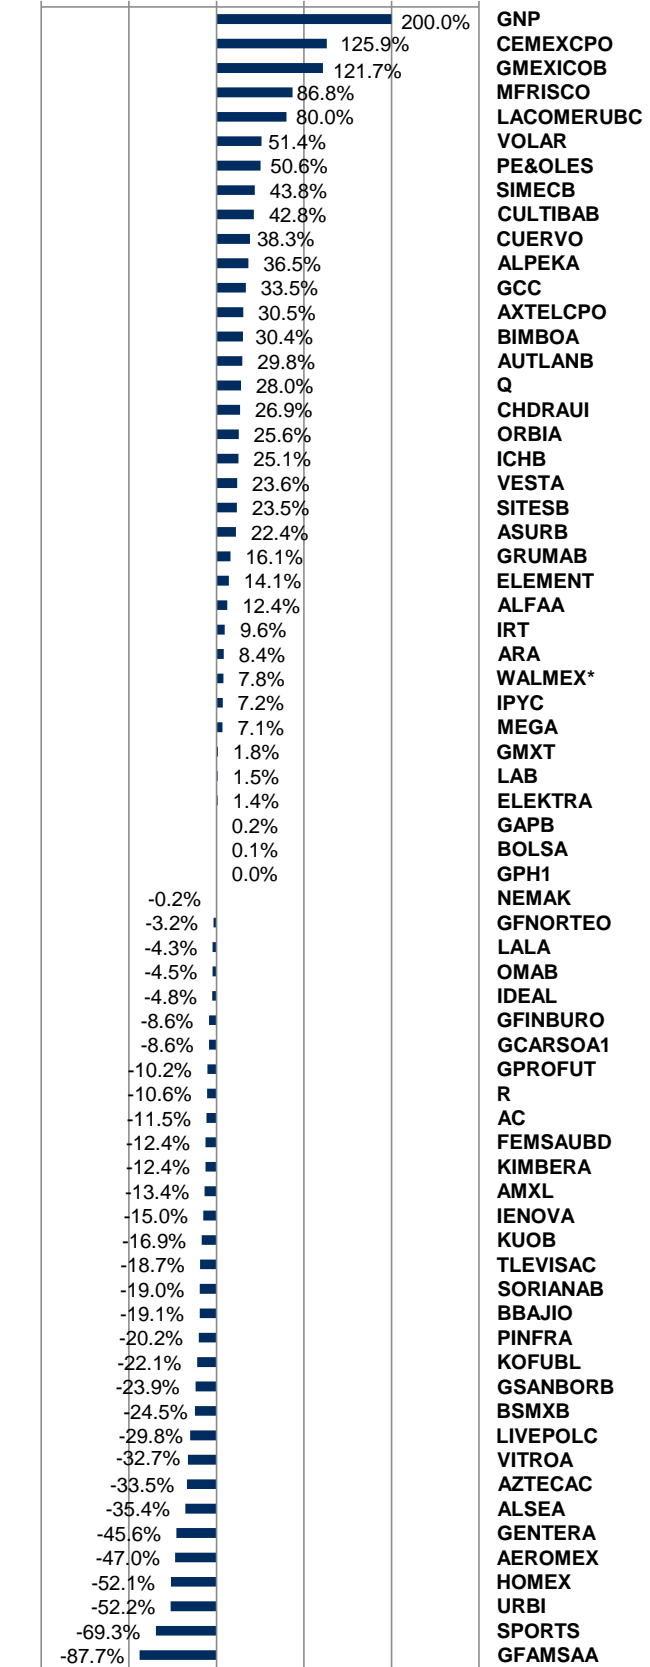 200.0% GNP
125.9% CEMEXCPO
121.7% GMEXICOB
86.8% MFRISCO
80.0% LACOMERUBC
51.4% VOLAR
50.6% PE&OLES
43.8% SIMECB
42.8% CULTIBAB
38.3% CUERVO
36.5% ALPEKA
33.5% GCC
30.5% AXTELCPO
30.4% BIMBOA
29.8% AUTLANB
28.0% Q
26.9% CHDRAUI
25.6% ORBIA
25.1% ICHB
23.6% VESTA
23.5% SITESB
22.4% ASURB
16.1% GRUMAB
14.1% ELEMENT
12.4% ALFAA
9.6% IRT
8.4% ARA
7.8% WALMEX*
7.2% IPYC
7.1% MEGA
1.8% GMXT
1.5% LAB
1.4% ELEKTRA
0.2% GAPB
0.1% BOLSA
0.0% GPH1
-0.2% NEMAK
-3.2% GFNORTEO
-4.3% LALA
-4.5% OMAB
-4.8% IDEAL
-8.6% GFINBURO
-8.6% GCARSOA1
-10.2% GPROFUT
-10.6% R
-11.5% AC
-12.4% FEMSAUBD
-12.4% KIMBERA
-13.4% AMXL
-15.0% IENOVA
-16.9% KUOB
-18.7% TLEVISAC
-19.0% SORIANAB
-19.1% BBAJIO
-20.2% PINFRA
-22.1% KOFUBL
-23.9% GSANBORB
-24.5% BSMXB
-29.8% LIVEPOLC
-32.7% VITROA
-33.5% AZTECAC
-35.4% ALSEA
-45.6% GENTERA
-47.0% AEROMEX
-52.1% HOMEX
-52.2% URBI
-69.3% SPORTS
-87.7% GFAMSAA